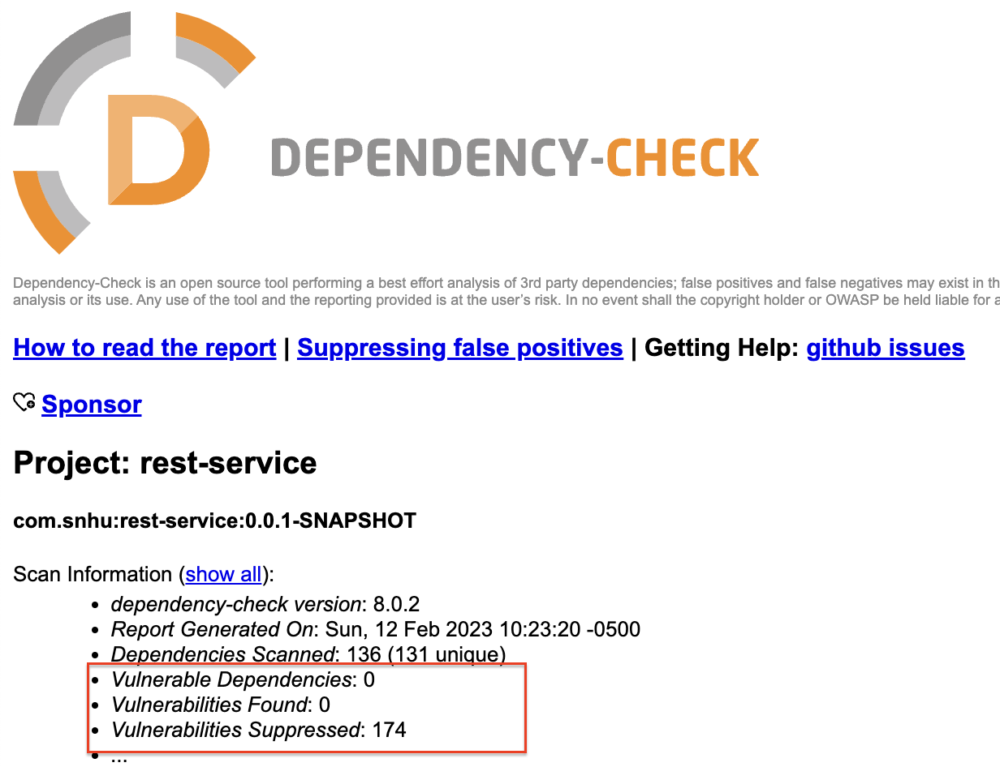 D
DEPENDENCY-CHECK
Dependency-Check is an open source tool performing a best effort analysis of 3rd party dependencies; false positives and false negatives may exist in th
analysis or its use. Any use of the tool and the reporting provided is at the user’s risk. In no event shall the copyright holder or OWASP be held liable for a
How to read the report | Suppressing false positives | Getting Help: github issues
Sponsor
Project: rest-service
com.snhu:rest-service:0.0.1-SNAPSHOT
Scan Information (show all):
• dependency-check version: 8.0.2
• Report Generated On: Sun, 12 Feb 2023 10:23:20 -0500
• Dependencies Scanned: 136 (131 unique)
• Vulnerable Dependencies: 0
• Vulnerabilities Found: 0
• Vulnerabilities Suppressed: 174
• ...